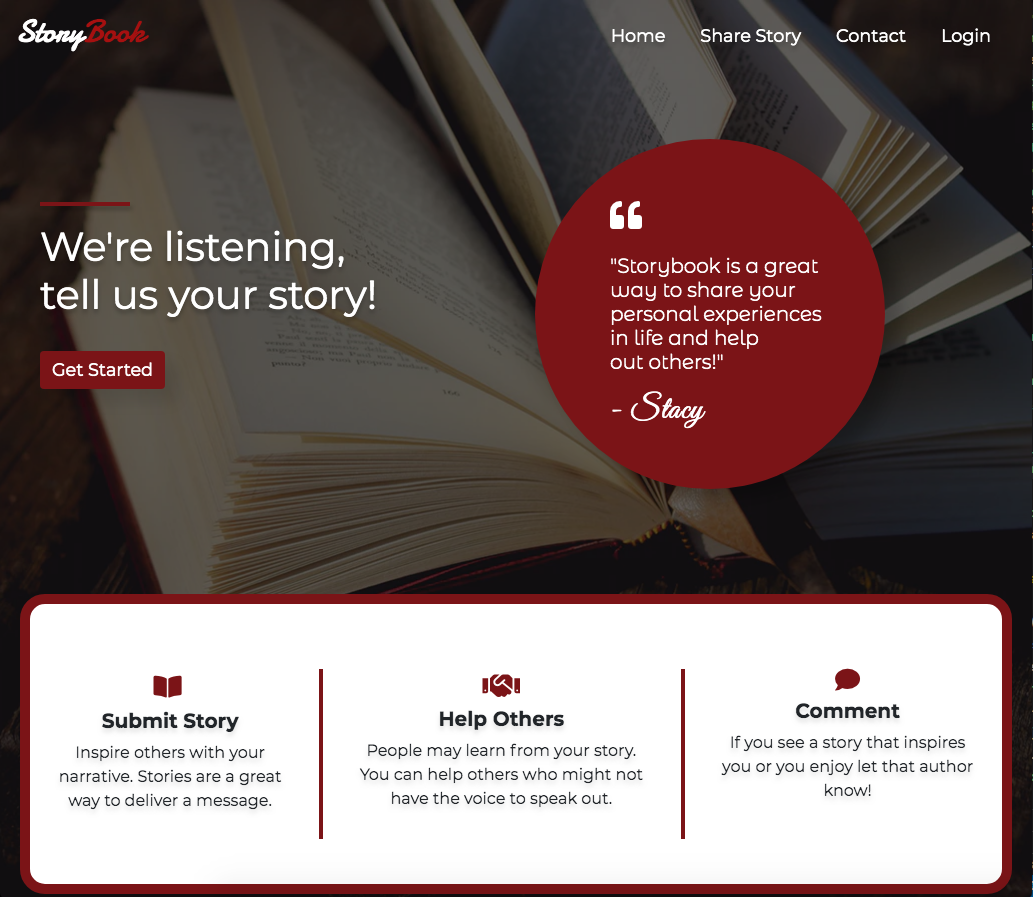 StoryBook
Home Share Story Contact Login
We're listening,
tell us your story!
Get Started
"Storybook is a great
way to share your
personal experiences
in life and help
out others!"
- Stacy
Submit Story
Inspire others with your
narrative. Stories are a great
way to deliver a message.
Help Others
People may learn from your story.
You can help others who might not
have the voice to speak out.
Comment
If you see a story that inspires
you or you enjoy let that author
know!